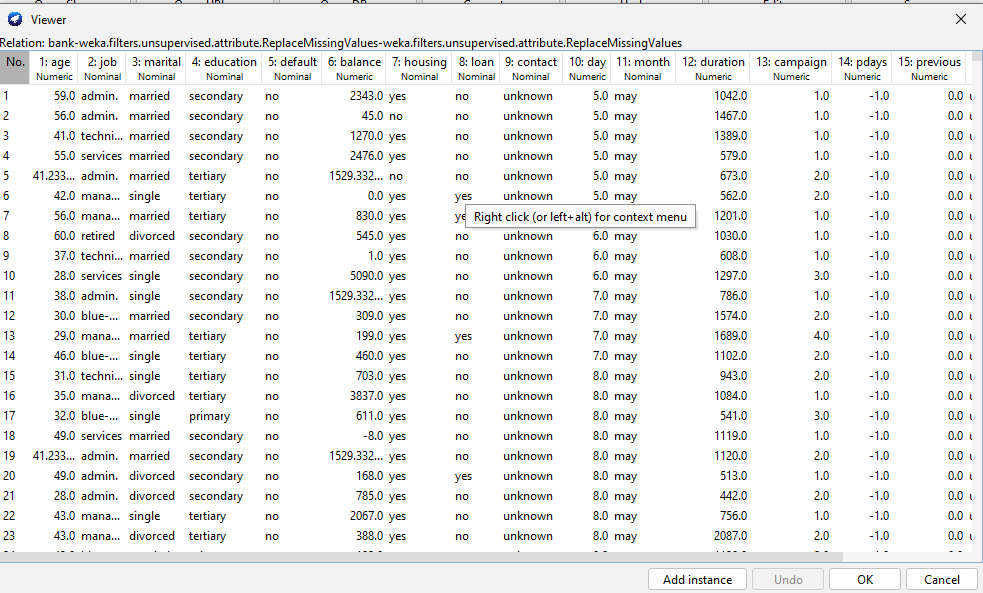 Viewer
Relation: bank-weka.filters.unsupervised.attribute.ReplaceMissingValues-weka.filters.unsupervised.attribute.ReplaceMissingValues
No. 1: age 2: job 3: marital 4: education 5: default 6: balance 7: housing 8: loan 9: contact 10: day 11: month 12: duration 13: campaign 14: pdays 15: previous
Numeric Nominal Nominal Nominal Nominal Numeric Nominal Nominal Nominal Numeric Nominal Numeric Numeric Numeric Numeric
1 59.0 admin. married secondary no 2343.0 yes no unknown 5.0 may 1042.0 1.0 -1.0 0.0
2 56.0 admin. married secondary no 45.0 no no unknown 5.0 may 1467.0 1.0 -1.0 0.0
3 41.0 techni... married secondary no 1270.0 yes no unknown 5.0 may 1389.0 1.0 -1.0 0.0
4 55.0 services married secondary no 2476.0 yes no unknown 5.0 may 579.0 1.0 -1.0 0.0
5 41.233... admin. married tertiary no 1529.332... no no unknown 5.0 may 673.0 2.0 -1.0 0.0
6 42.0 mana... single tertiary no 0.0 yes yes unknown 5.0 may 562.0 2.0 -1.0 0.0
7 56.0 mana... married tertiary no 830.0 yes Right click (or left+alt) for context menu 1201.0 1.0 -1.0 0.0
8 60.0 retired divorced secondary no 545.0 yes no unknown 6.0 may 1030.0 1.0 -1.0 0.0
9 37.0 techni... married secondary no 1.0 yes no unknown 6.0 may 608.0 1.0 -1.0 0.0
10 28.0 services single secondary no 5090.0 yes no unknown 6.0 may 1297.0 3.0 -1.0 0.0
11 38.0 admin. single secondary no 1529.332... yes no unknown 7.0 may 786.0 1.0 -1.0 0.0
12 30.0 blue-... married secondary no 309.0 yes no unknown 7.0 may 1574.0 2.0 -1.0 0.0
13 29.0 mana... married tertiary no 199.0 yes yes unknown 7.0 may 1689.0 4.0 -1.0 0.0
14 46.0 blue-... single tertiary no 460.0 yes no unknown 7.0 may 1102.0 2.0 -1.0 0.0
15 31.0 techni... single tertiary no 703.0 yes no unknown 8.0 may 943.0 2.0 -1.0 0.0
16 35.0 mana... divorced tertiary no 3837.0 yes no unknown 8.0 may 1084.0 1.0 -1.0 0.0
17 32.0 blue-... single primary no 611.0 yes no unknown 8.0 may 541.0 3.0 -1.0 0.0
18 49.0 services married secondary no -8.0 yes no unknown 8.0 may 1119.0 1.0 -1.0 0.0
19 41.233... admin. married secondary no 1529.332... yes no unknown 8.0 may 1120.0 2.0 -1.0 0.0
20 49.0 admin. divorced secondary no 168.0 yes yes unknown 8.0 may 513.0 1.0 -1.0 0.0
21 28.0 admin. divorced secondary no 785.0 yes no unknown 8.0 may 442.0 2.0 -1.0 0.0
22 43.0 mana... single tertiary no 2067.0 yes no unknown 8.0 may 756.0 1.0 -1.0 0.0
23 43.0 mana... divorced tertiary no 388.0 yes no unknown 8.0 may 2087.0 2.0 -1.0 0.0
Add instance Undo OK Cancel